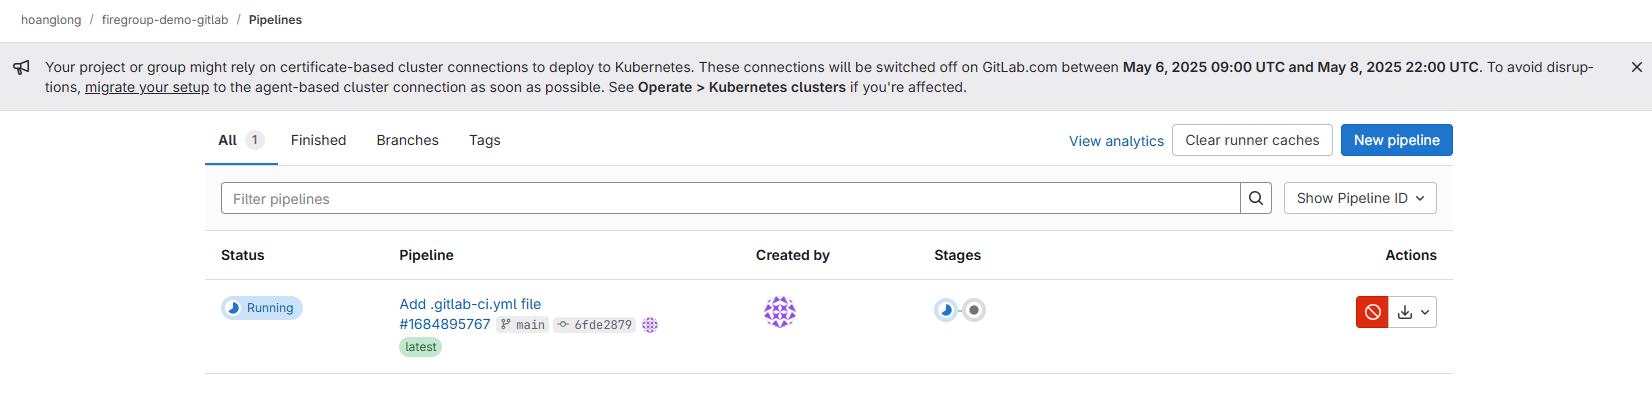 hoanglong / firegroup-demo-gitlab / Pipelines
Your project or group might rely on certificate-based cluster connections to deploy to Kubernetes. These connections will be switched off on GitLab.com between May 6, 2025 09:00 UTC and May 8, 2025 22:00 UTC. To avoid disrup-
tions, migrate your setup to the agent-based cluster connection as soon as possible. See Operate > Kubernetes clusters if you're affected.
All 1 Finished Branches Tags View analytics Clear runner caches New pipeline
Filter pipelines Show Pipeline ID
Status Pipeline Created by Stages Actions
Running Add .gitlab-ci.yml file
#1684895767 main 6fde2879
latest